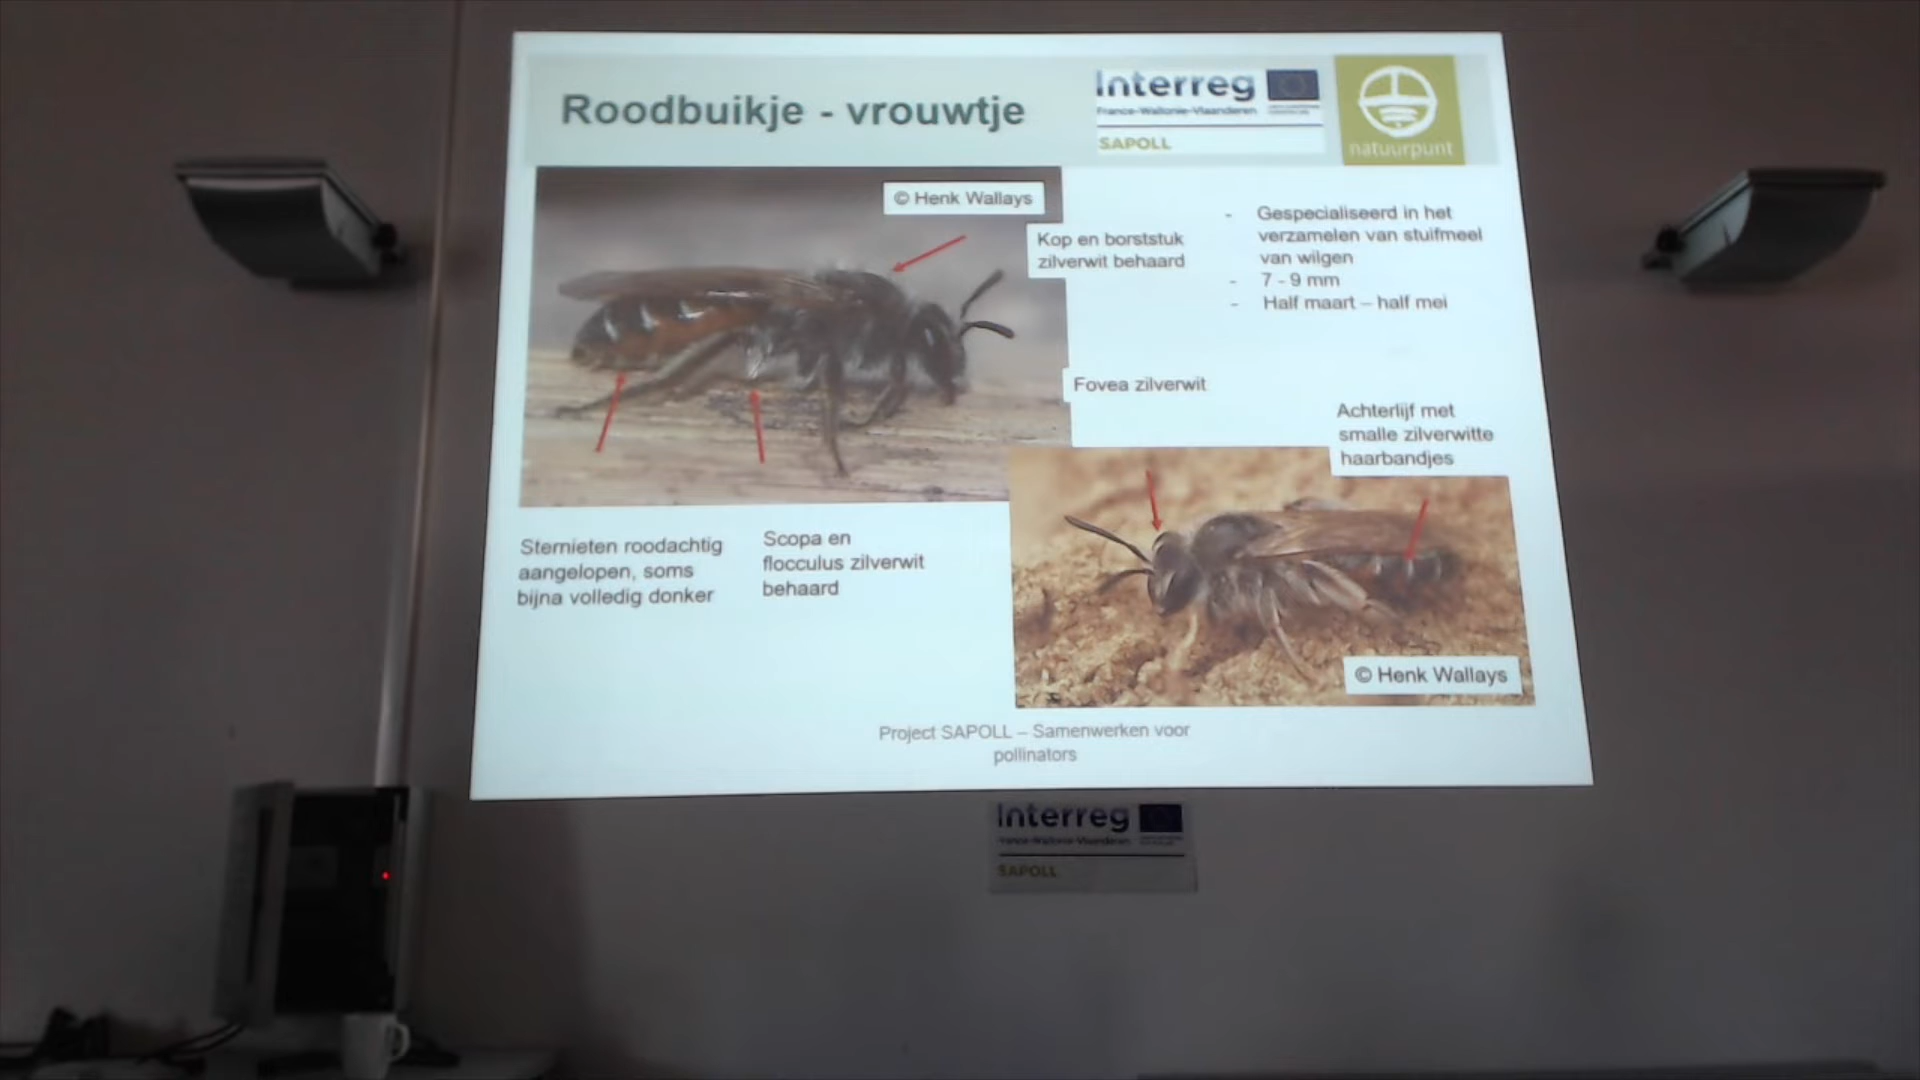 Roodbuikje - vrouwtje
Interreg
France-Wallonie-Vlaanderen
SAPOLL
natuurpunt
© Henk Wallays
Kop en borststuk
zilverwit behaard
- Gespecialiseerd in het
verzamelen van stuifmeel
van wilgen
- 7 - 9 mm
- Half maart – half mei
Fovea zilverwit
Achterlijf met
smalle zilverwitte
haarbandjes
Sternieten roodachtig
aangelopen, soms
bijna volledig donker
Scopa en
flocculus zilverwit
behaard
© Henk Wallays
Project SAPOLL – Samenwerken voor
pollinators
Interreg
France-Wallonie-Vlaanderen
SAPOLL